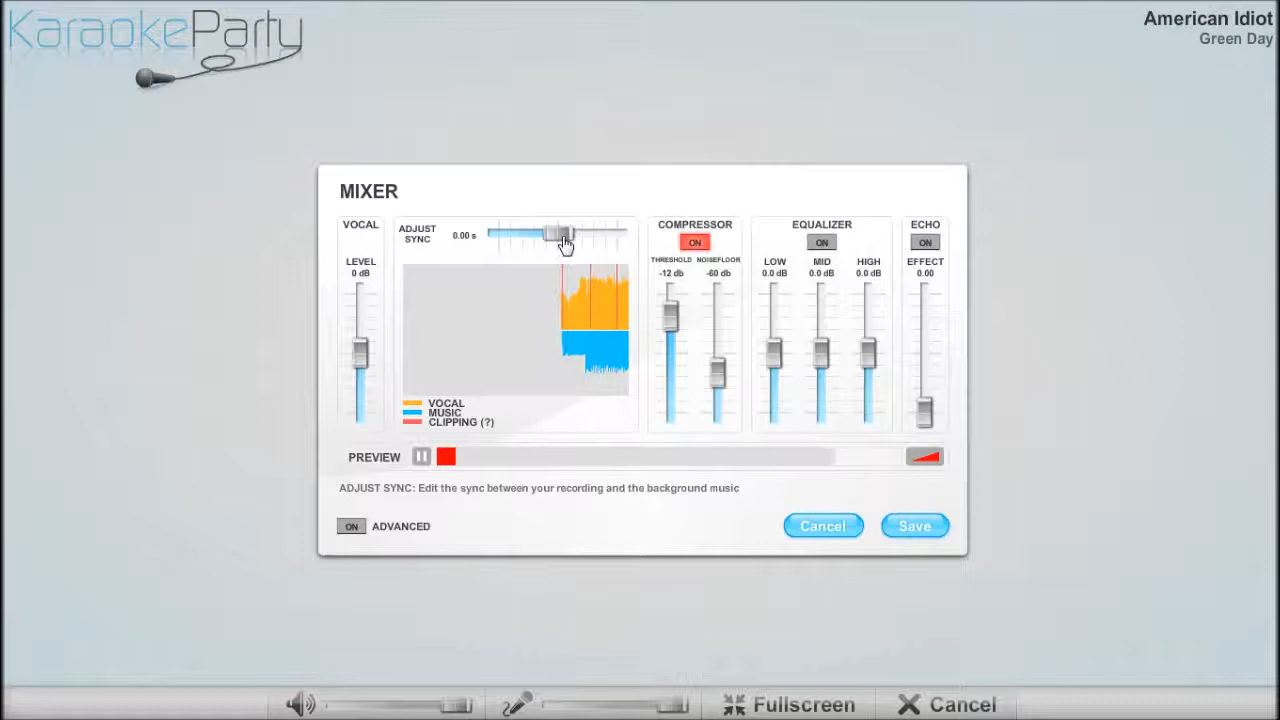 KaraokeParty
American Idiot
Green Day
MIXER
VOCAL
LEVEL
0 dB
ADJUST
SYNC
0.00 s
VOCAL
MUSIC
CLIPPING (?)
COMPRESSOR
ON
THRESHOLD NOISEFLOOR
-12 db -60 db
EQUALIZER
ON
LOW MID HIGH
0.0 dB 0.0 dB 0.0 dB
ECHO
ON
EFFECT
0.00
PREVIEW
ADJUST SYNC: Edit the sync between your recording and the background music
ON ADVANCED
Cancel Save
Fullscreen Cancel